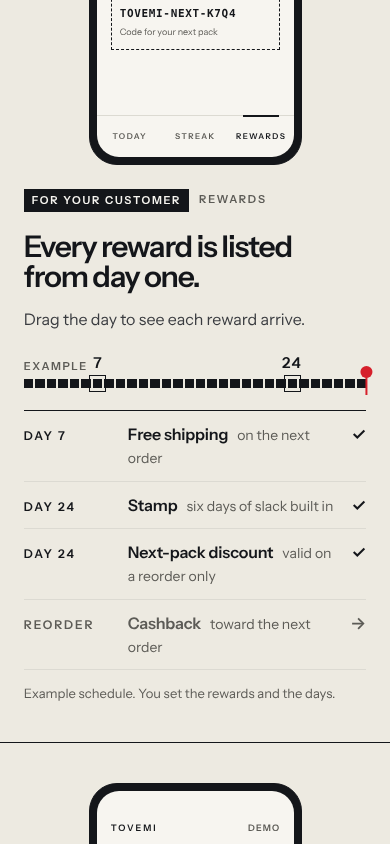 TOVEMI-NEXT-K7Q4
Code for your next pack
TODAY STREAK REWARDS
FOR YOUR CUSTOMER REWARDS
Every reward is listed
from day one.
Drag the day to see each reward arrive.
EXAMPLE 7 24
DAY 7 Free shipping on the next
order
DAY 24 Stamp six days of slack built in
DAY 24 Next-pack discount valid on
a reorder only
REORDER Cashback toward the next
order
Example schedule. You set the rewards and the days.
TOVEMI DEMO